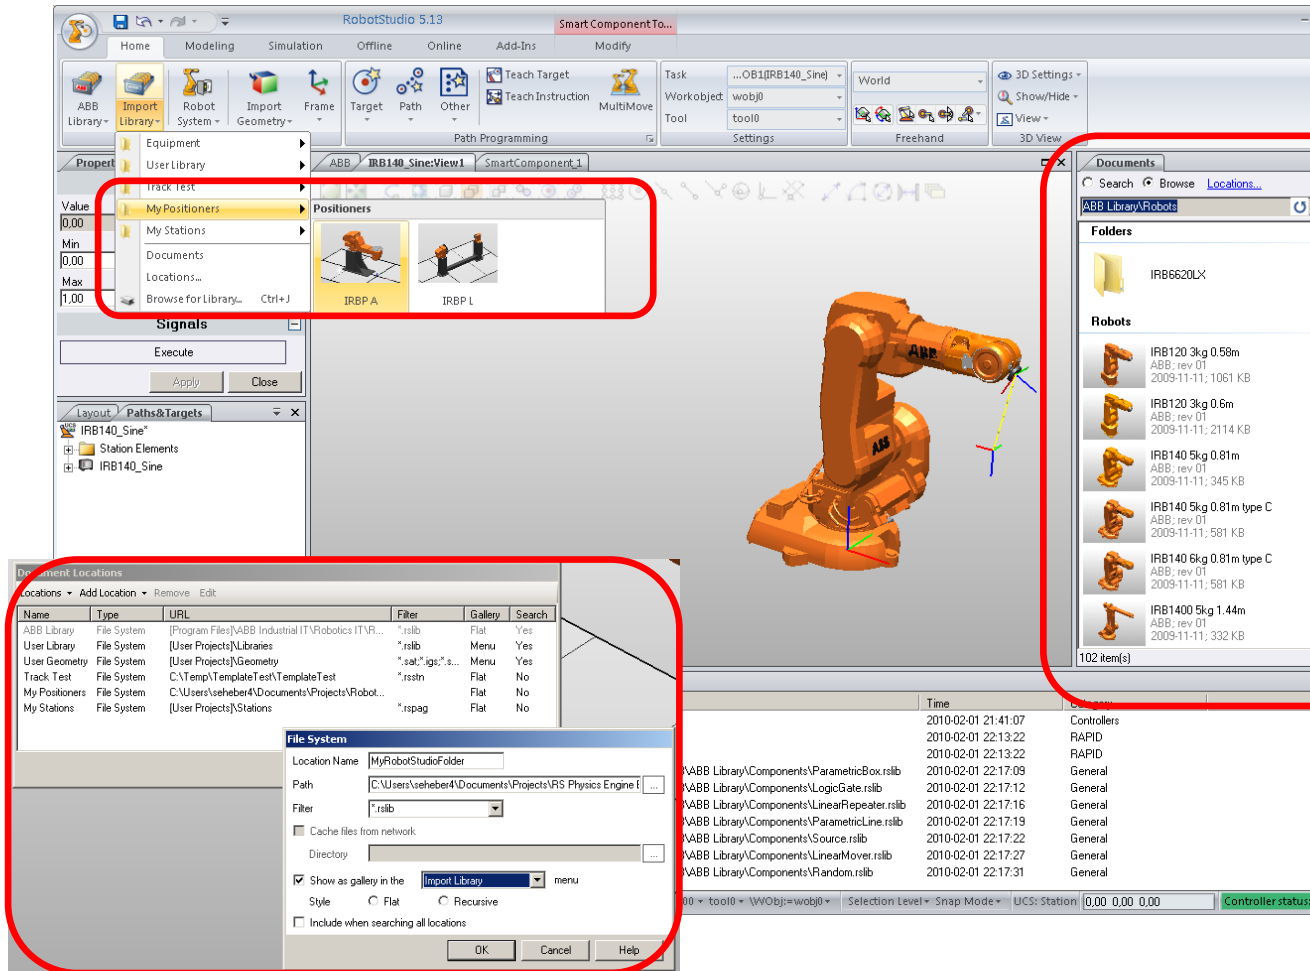 RobotStudio 5.13
Smart Component To...
Home Modeling Simulation Offline Online Add-Ins Modify
ABB Library
Import Library
Robot System
Import Geometry
Frame
Target
Path
Other
Teach Target
Teach Instruction
MultiMove
Path Programming
Task ...OB1(IRB140_Sine)
Workobject wobj0
Tool tool0
Settings
World
Freehand
3D Settings
Show/Hide
View
3D View
Equipment
User Library
Track Test
My Positioners
My Stations
Documents
Locations...
Browse for Library... Ctrl+J
Propert
Value
0,00
Min
0,00
Max
1,00
Signals
Execute
Apply Close
ABB IRB140_Sine:View1 SmartComponent_1
Positioners
IRBP A IRBP L
ABB
ABB
Layout Paths&Targets
IRB140_Sine*
Station Elements
IRB140_Sine
Documents
Search Browse Locations...
ABB Library\Robots
Folders
IRB6620LX
Robots
IRB120 3kg 0.58m
ABB; rev 01
2009-11-11; 1061 KB
IRB120 3kg 0.6m
ABB; rev 01
2009-11-11; 2114 KB
IRB140 5kg 0.81m
ABB; rev 01
2009-11-11; 345 KB
IRB140 5kg 0.81m type C
ABB; rev 01
2009-11-11; 581 KB
IRB140 6kg 0.81m type C
ABB; rev 01
2009-11-11; 581 KB
IRB1400 5kg 1.44m
ABB; rev 01
2009-11-11; 332 KB
102 item(s)
Document Locations
Locations Add Location Remove Edit
Name Type URL Filter Gallery Search
ABB Library File System [Program Files]\ABB Industrial IT\Robotics IT\R... *.rslib Flat Yes
User Library File System [User Projects]\Libraries *.rslib Menu Yes
User Geometry File System [User Projects]\Geometry *.sat;*.igs;*.s... Menu Yes
Track Test File System C:\Temp\TemplateTest\TemplateTest *.rsstn Flat No
My Positioners File System C:\Users\seheber4\Documents\Projects\Robot... Flat No
My Stations File System [User Projects]\Stations *.rspag Flat No
File System
Location Name MyRobotStudioFolder
Path C:\Users\seheber4\Documents\Projects\RS Physics Engine ...
Filter *.rslib
Cache files from network
Directory ...
Show as gallery in the Import Library menu
Style Flat Recursive
Include when searching all locations
OK Cancel Help
Time Category
2010-02-01 21:41:07 Controllers
2010-02-01 22:13:22 RAPID
2010-02-01 22:13:22 RAPID
\ABB Library\Components\ParametricBox.rslib 2010-02-01 22:17:09 General
\ABB Library\Components\LogicGate.rslib 2010-02-01 22:17:12 General
\ABB Library\Components\LinearRepeater.rslib 2010-02-01 22:17:16 General
\ABB Library\Components\ParametricLine.rslib 2010-02-01 22:17:19 General
\ABB Library\Components\Source.rslib 2010-02-01 22:17:22 General
\ABB Library\Components\LinearMover.rslib 2010-02-01 22:17:27 General
\ABB Library\Components\Random.rslib 2010-02-01 22:17:31 General
00 tool0 \WObj:=wobj0 Selection Level Snap Mode UCS: Station 0,00 0,00 0,00 Controller status: